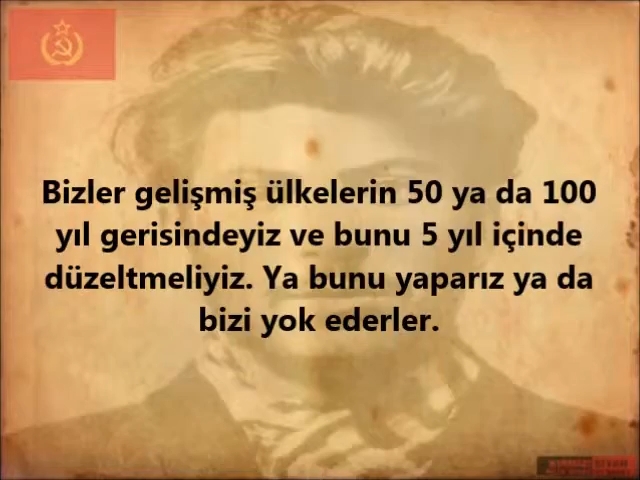 Bizler gelişmiş ülkelerin 50 ya da 100
yıl gerisindeyiz ve bunu 5 yıl içinde
düzeltmeliyiz. Ya bunu yaparız ya da
bizi yok ederler.